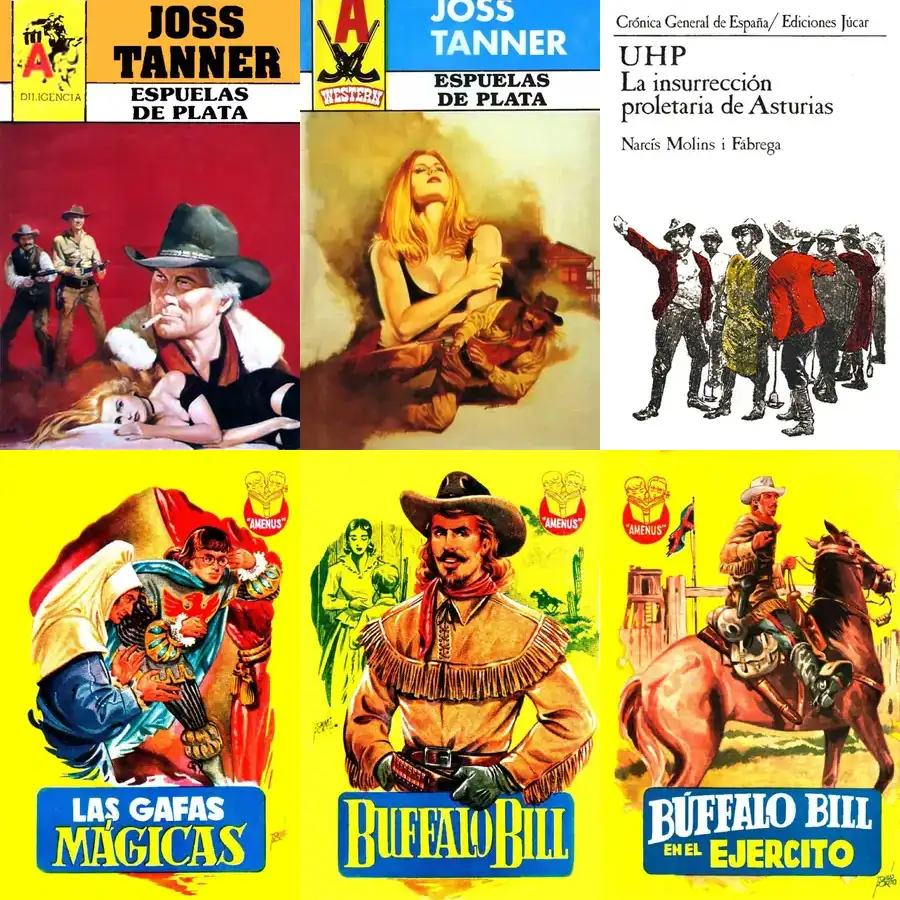 A
DILIGENCIA
JOSS
TANNER
ESPUELAS
DE PLATA
A
WESTERN
JOSS
TANNER
ESPUELAS
DE PLATA
Crónica General de España/ Ediciones Júcar
UHP
La insurrección
proletaria de Asturias
Narcís Molins i Fábrega
"AMENUS"
LAS GAFAS
MÁGICAS
"AMENUS"
BUFFALO BILL
"AMENUS"
BÚFFALO BILL
EN EL EJERCITO